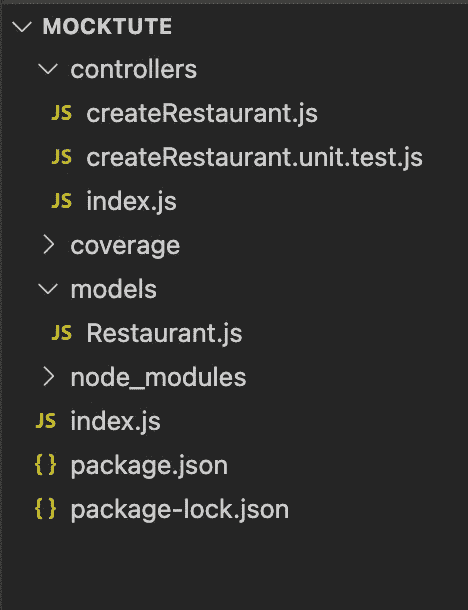 MOCKTUTE
controllers
JS createRestaurant.js
JS createRestaurant.unit.test.js
JS index.js
coverage
models
JS Restaurant.js
node_modules
JS index.js
{} package.json
{} package-lock.json